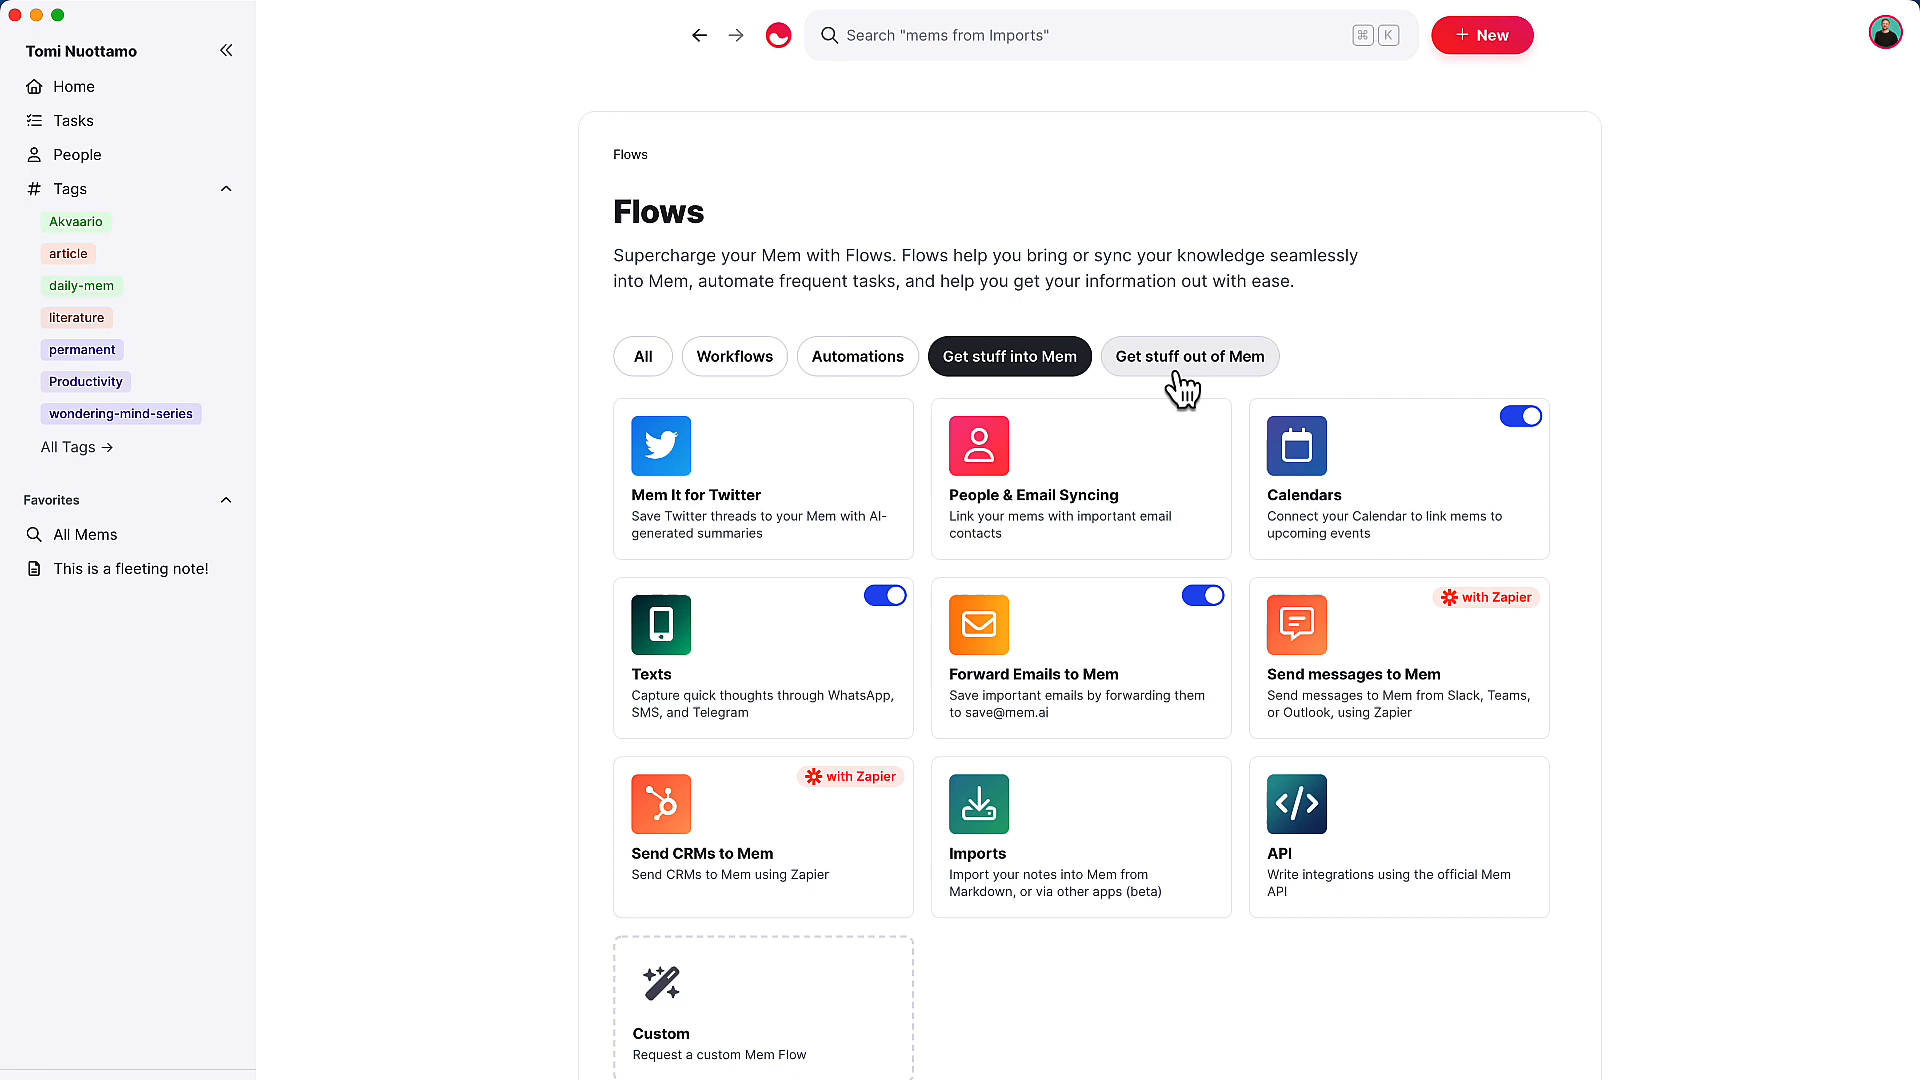 Tomi Nuottamo
Home
Tasks
People
Tags
Akvaario
article
daily-mem
literature
permanent
Productivity
wondering-mind-series
All Tags →
Favorites
All Mems
This is a fleeting note!
Search "mems from Imports"
⌘ K
+ New
Flows
Flows
Supercharge your Mem with Flows. Flows help you bring or sync your knowledge seamlessly
into Mem, automate frequent tasks, and help you get your information out with ease.
All
Workflows
Automations
Get stuff into Mem
Get stuff out of Mem
Mem It for Twitter
Save Twitter threads to your Mem with AI-
generated summaries
People & Email Syncing
Link your mems with important email
contacts
Calendars
Connect your Calendar to link mems to
upcoming events
Texts
Capture quick thoughts through WhatsApp,
SMS, and Telegram
Forward Emails to Mem
Save important emails by forwarding them
to save@mem.ai
with Zapier
Send messages to Mem
Send messages to Mem from Slack, Teams,
or Outlook, using Zapier
with Zapier
Send CRMs to Mem
Send CRMs to Mem using Zapier
Imports
Import your notes into Mem from
Markdown, or via other apps (beta)
API
Write integrations using the official Mem
API
Custom
Request a custom Mem Flow